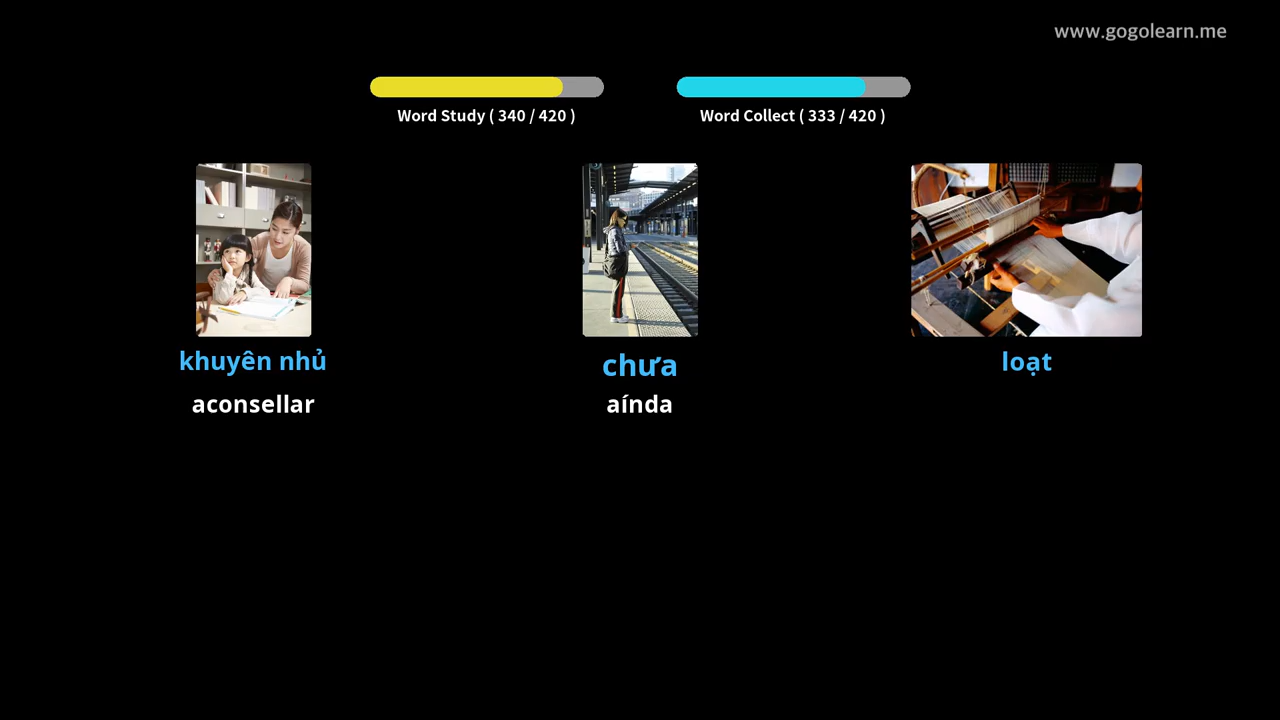 www.gogolearn.me
Word Study ( 340 / 420 )
Word Collect ( 333 / 420 )
khuyên nhủ
chưa
loạt
aconsellar
aínda